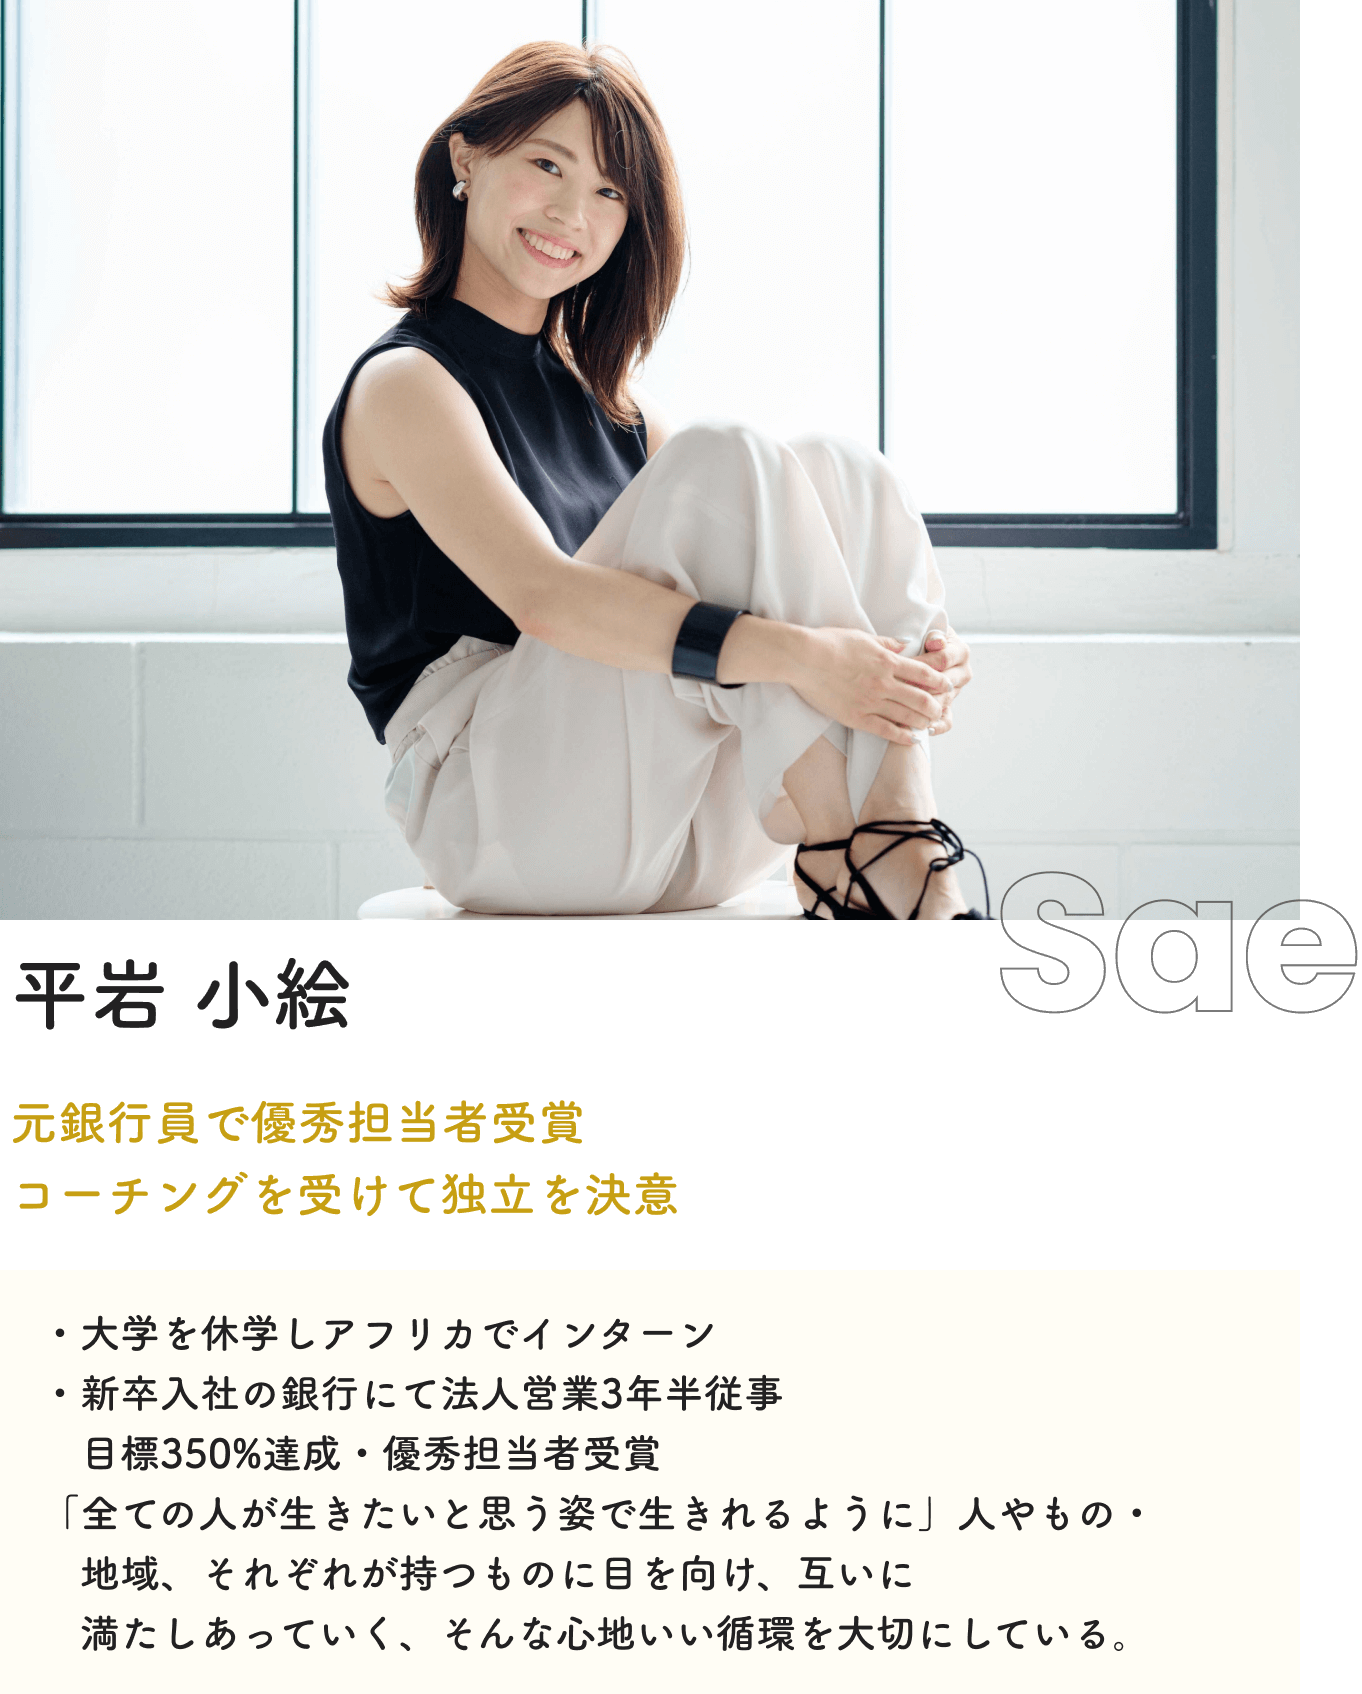 Sae
平岩 小絵
元銀行員で優秀担当者受賞
コーチングを受けて独立を決意
・大学を休学しアフリカでインターン
・新卒入社の銀行にて法人営業3年半従事
目標350%達成・優秀担当者受賞
「全ての人が生きたいと思う姿で生きれるように」人やもの・
地域、それぞれが持つものに目を向け、互いに
満たしあっていく、そんな心地いい循環を大切にしている。